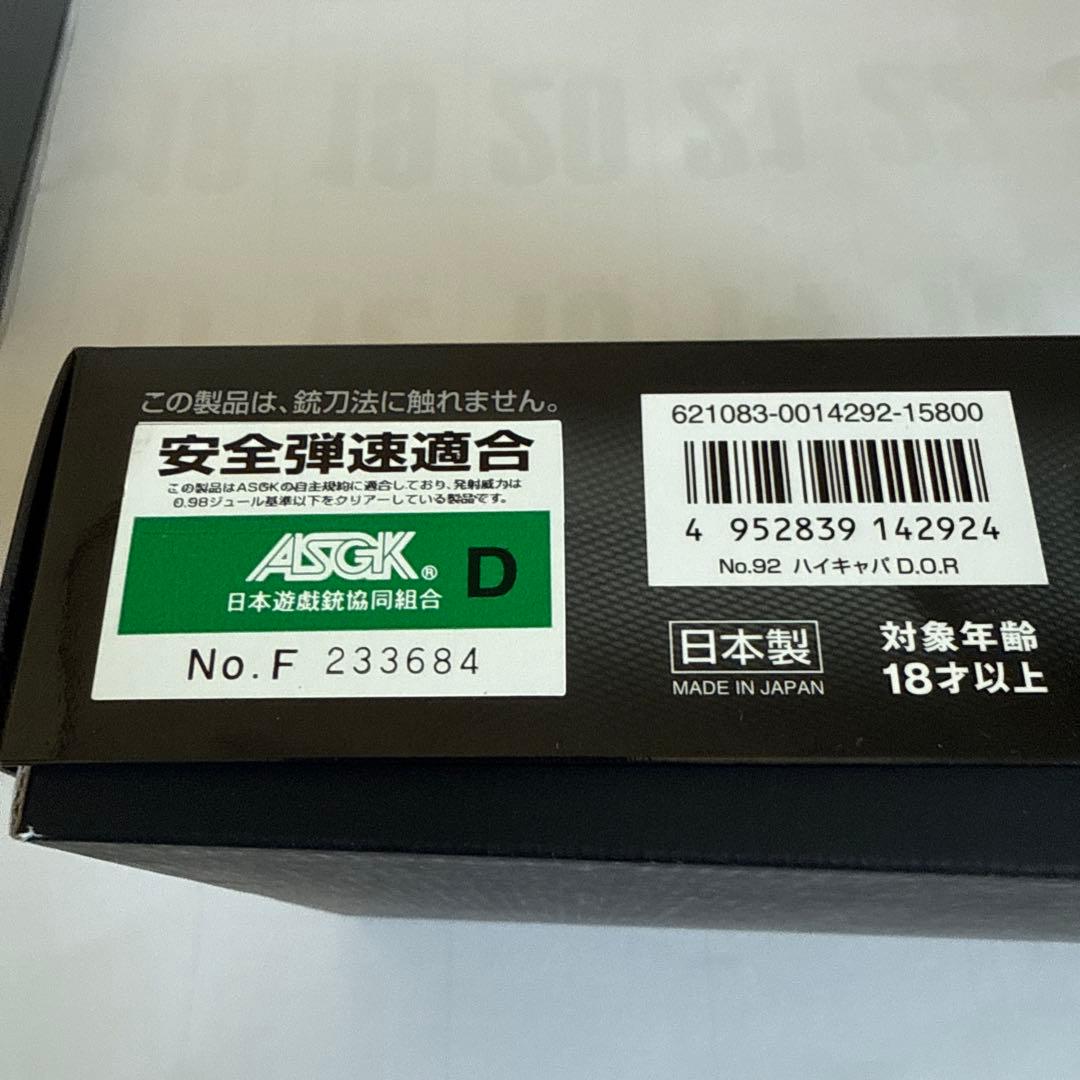 この製品は、銃刀法に触れません。
安全弾速適合
この製品はASGKの自主規約に適合しており、発射威力は
0.98ジュール基準以下をクリアーしている製品です。
ASGK® D
日本遊戯銃協同組合
No.F 233684
621083-0014292-15800
4 952839 142924
No.92 ハイキャパ D.O.R
日本製
MADE IN JAPAN
対象年齢
18才以上
18 19 20 21 22